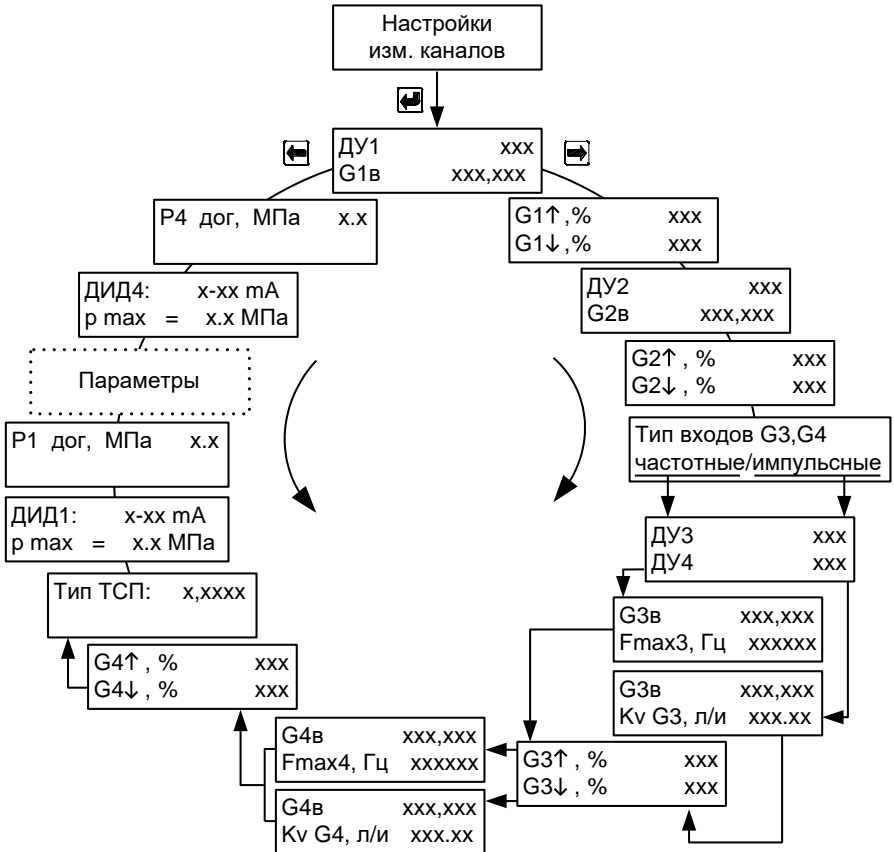 Настройки
изм. каналов
ДУ1 xxx
G1в xxx,xxx
G1↑,% xxx
G1↓,% xxx
ДУ2 xxx
G2в xxx,xxx
G2↑, % xxx
G2↓, % xxx
Тип входов G3,G4
частотные/импульсные
ДУ3 xxx
ДУ4 xxx
G3в xxx,xxx
Fmax3, Гц xxxxxx
G3в xxx,xxx
Kv G3, л/и xxx.xx
G3↑, % xxx
G3↓, % xxx
G4в xxx,xxx
Fmax4, Гц xxxxxx
G4в xxx,xxx
Kv G4, л/и xxx.xx
G4↑, % xxx
G4↓, % xxx
Тип ТСП: x,xxxx
ДИД1: x-xx mA
p max = x.x МПа
P1 дог, МПа x.x
Параметры
ДИД4: x-xx mA
p max = x.x МПа
P4 дог, МПа x.x